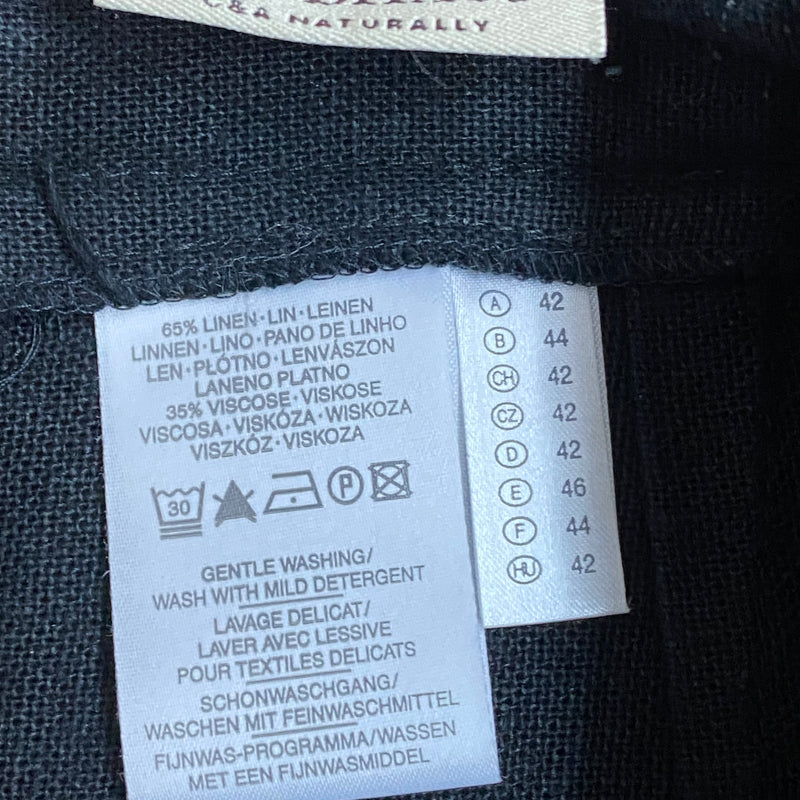 C&A NATURALLY
65% LINEN·LIN·LEINEN
LINNEN·LINO·PANO DE LINHO
LEN·PŁÓTNO·LENVÁSZON
LANENO PLATNO
35% VISCOSE·VISKOSE
VISCOSA·VISKÓZA·WISKOZA
VISZKÓZ·VISKOZA
30
P
GENTLE WASHING/
WASH WITH MILD DETERGENT
LAVAGE DELICAT/
LAVER AVEC LESSIVE
POUR TEXTILES DELICATS
SCHONWASCHGANG/
WASCHEN MIT FEINWASCHMITTEL
FIJNWAS-PROGRAMMA/WASSEN
MET EEN FIJNWASMIDDEL
A 42
B 44
CH 42
CZ 42
D 42
E 46
F 44
HU 42